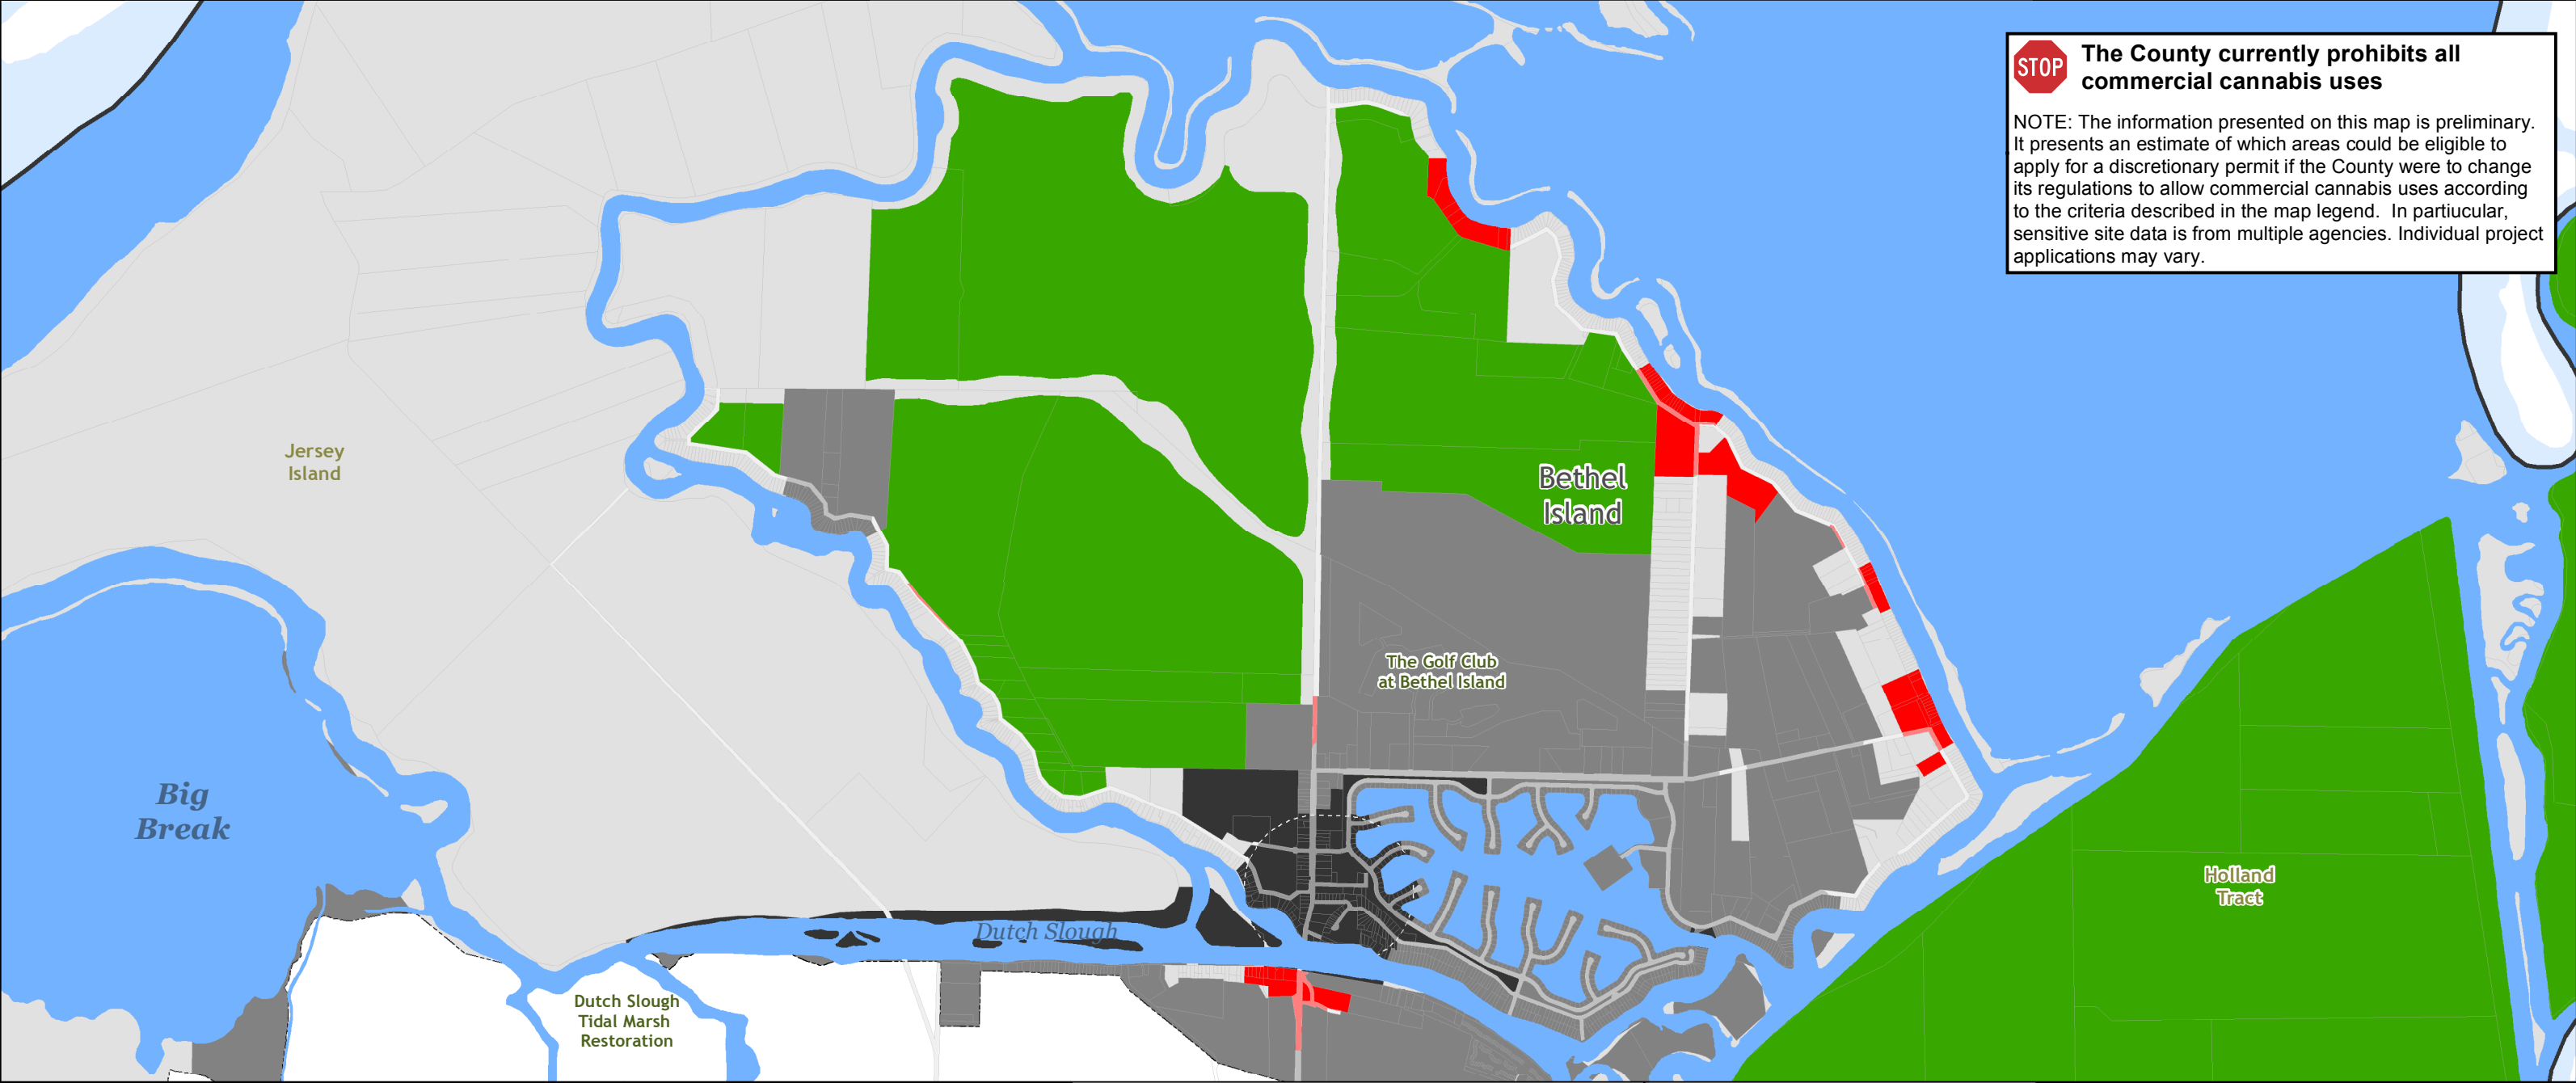 STOP
The County currently prohibits all
commercial cannabis uses
NOTE: The information presented on this map is preliminary.
It presents an estimate of which areas could be eligible to
apply for a discretionary permit if the County were to change
its regulations to allow commercial cannabis uses according
to the criteria described in the map legend.  In partiucular,
sensitive site data is from multiple agencies. Individual project
applications may vary.
Jersey
Island
Bethel
Island
The Golf Club
at Bethel Island
Big
Break
Holland
Tract
Dutch Slough
Dutch Slough
Tidal Marsh
Restoration